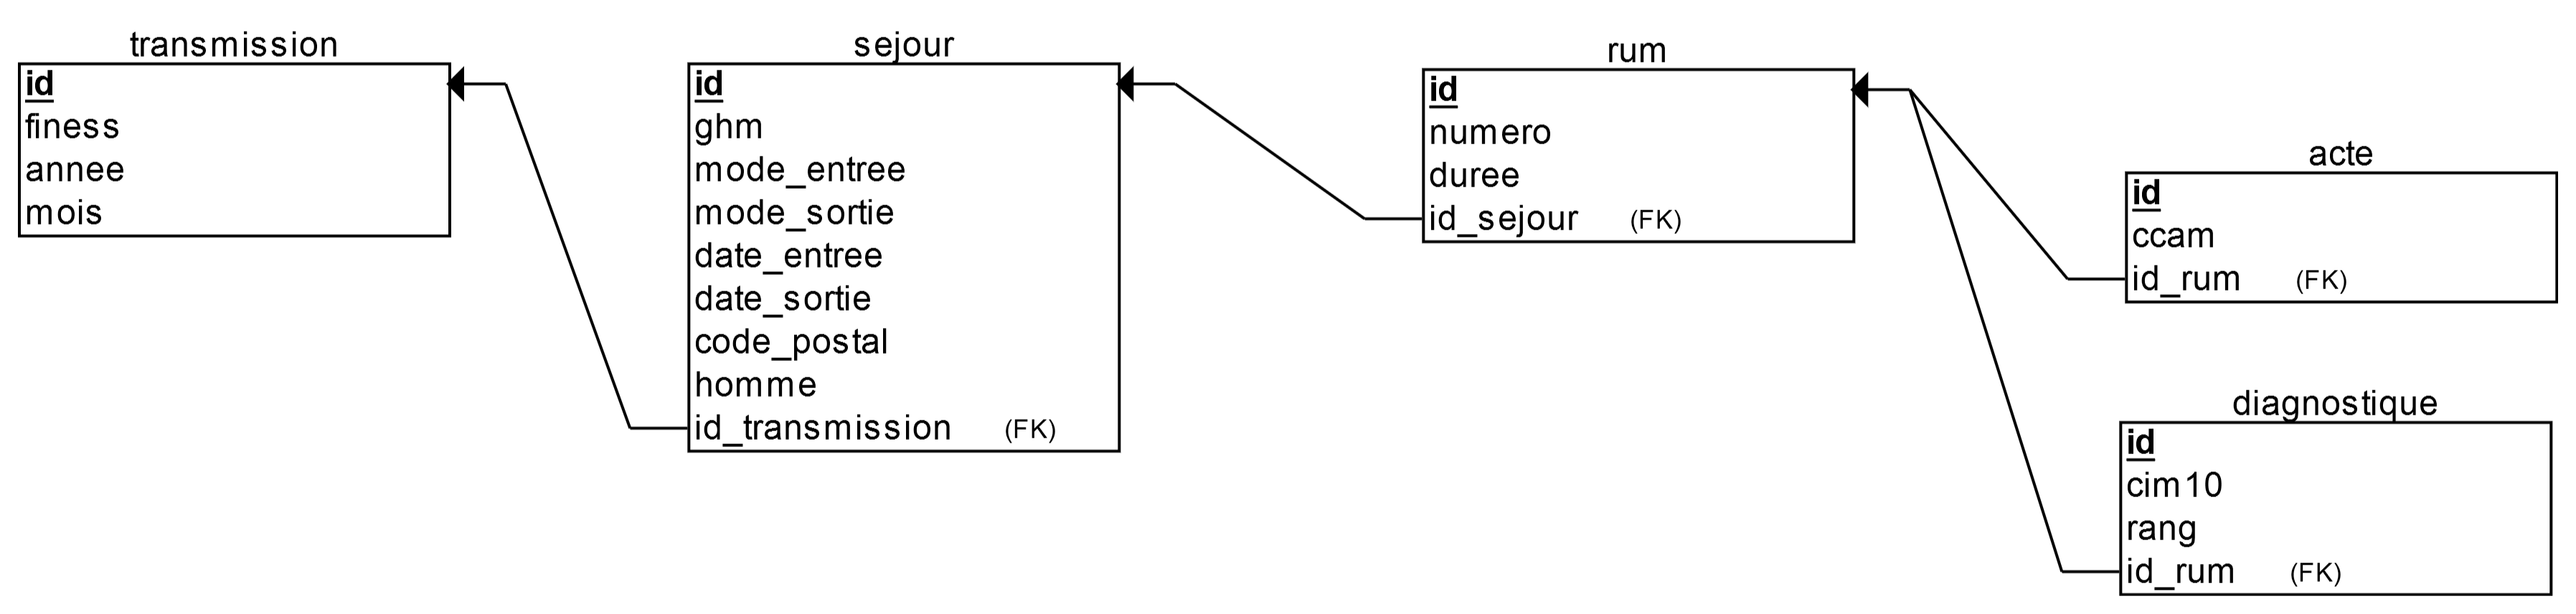 transmission
id
finess
annee
mois
sejour
id
ghm
mode_entree
mode_sortie
date_entree
date_sortie
code_postal
homme
id_transmission (FK)
rum
id
numero
duree
id_sejour (FK)
acte
id
ccam
id_rum (FK)
diagnostique
id
cim10
rang
id_rum (FK)